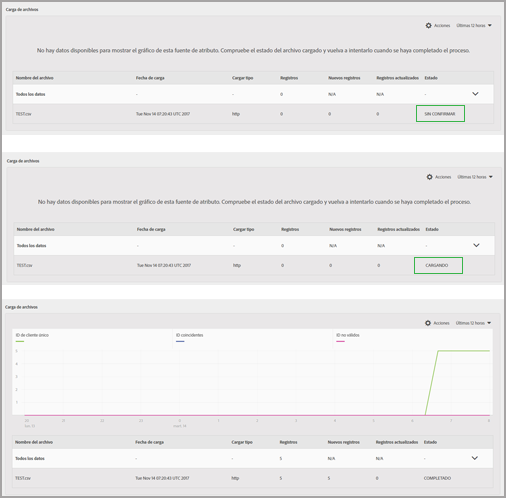 Carga de archivos
Acciones Últimas 12 horas
No hay datos disponibles para mostrar el gráfico de esta fuente de atributo. Compruebe el estado del archivo cargado y vuelva a intentarlo cuando se haya completado el proceso.
Nombre del archivo Fecha de carga Cargar tipo Registros Nuevos registros Registros actualizados Estado
Todos los datos - - 0 N/A N/A -
TEST.csv Tue Nov 14 07:20:43 UTC 2017 http 0 0 0 SIN CONFIRMAR
Carga de archivos
Acciones Últimas 12 horas
No hay datos disponibles para mostrar el gráfico de esta fuente de atributo. Compruebe el estado del archivo cargado y vuelva a intentarlo cuando se haya completado el proceso.
Nombre del archivo Fecha de carga Cargar tipo Registros Nuevos registros Registros actualizados Estado
Todos los datos - - 0 N/A N/A -
TEST.csv Tue Nov 14 07:20:43 UTC 2017 http 0 0 0 CARGANDO
Carga de archivos
Acciones Últimas 12 horas
ID de cliente único ID coincidentes ID no válidos
5
4
3
2
1
1 2 3 4 5 6 7 8
Nombre del archivo Fecha de carga Cargar tipo Registros Nuevos registros Registros actualizados Estado
Todos los datos - - 5 N/A N/A -
TEST.csv Tue Nov 14 07:20:43 UTC 2017 http 5 5 0 COMPLETADO